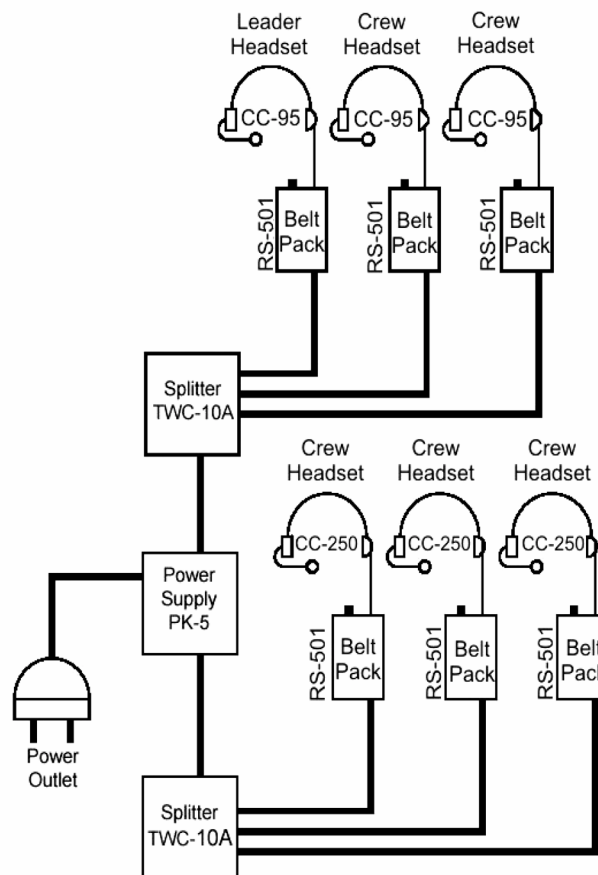 Leader
Headset
Crew
Headset
Crew
Headset
CC-95
CC-95
CC-95
RS-501
Belt
Pack
RS-501
Belt
Pack
RS-501
Belt
Pack
Splitter
TWC-10A
Crew
Headset
Crew
Headset
Crew
Headset
CC-250
CC-250
CC-250
Power
Supply
PK-5
RS-501
Belt
Pack
RS-501
Belt
Pack
RS-501
Belt
Pack
Power
Outlet
Splitter
TWC-10A